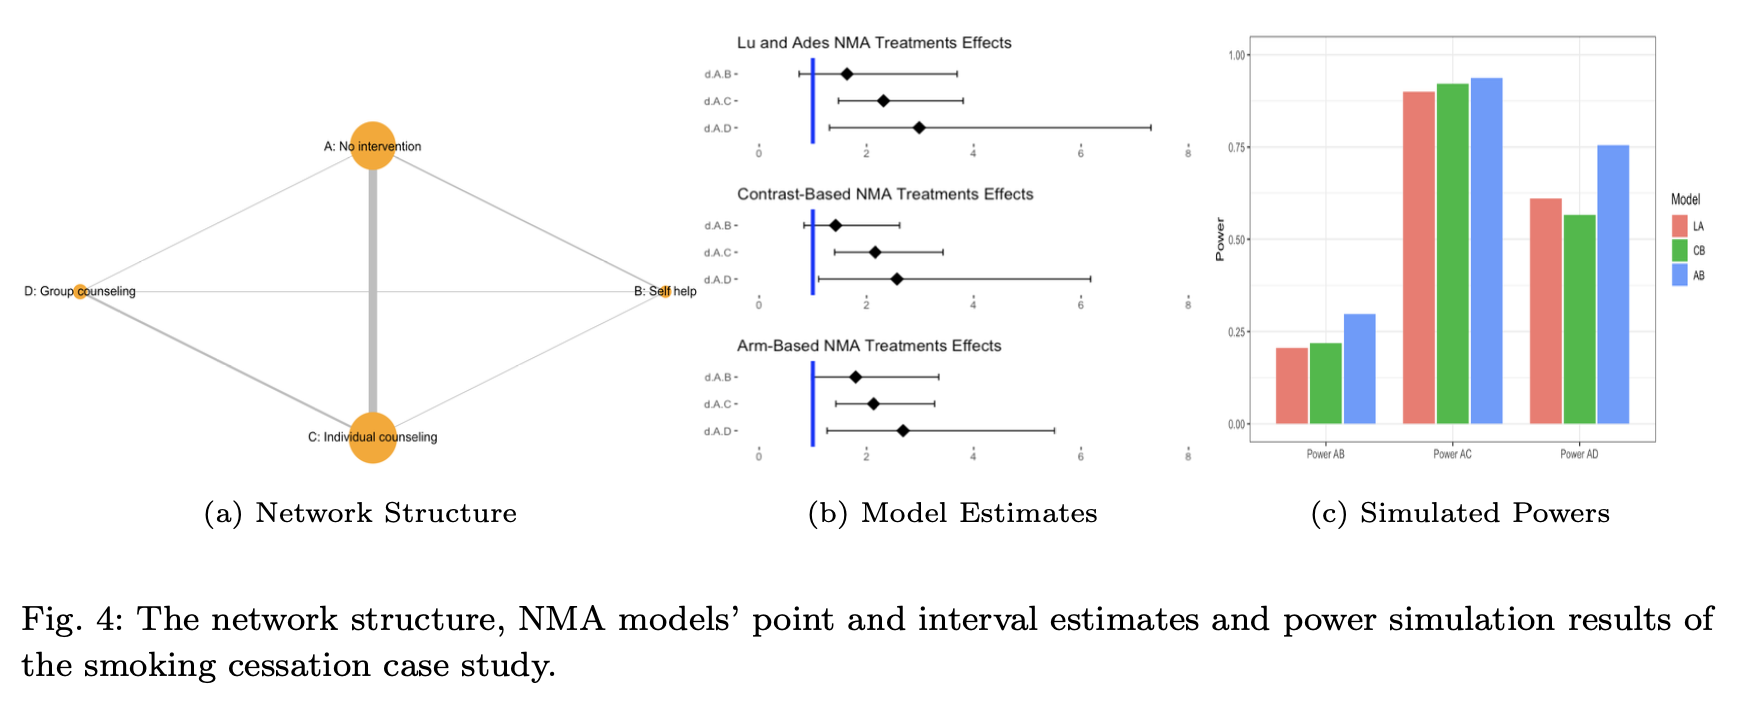 A: No intervention
D: Group counseling
B: Self help
C: Individual counseling
(a) Network Structure
Lu and Ades NMA Treatments Effects
d.A.B
d.A.C
d.A.D
0 2 4 6 8
Contrast-Based NMA Treatments Effects
d.A.B
d.A.C
d.A.D
0 2 4 6 8
Arm-Based NMA Treatments Effects
d.A.B
d.A.C
d.A.D
0 2 4 6 8
(b) Model Estimates
Power
1.00
0.75
0.50
0.25
0.00
Power AB Power AC Power AD
Model
LA
CB
AB
(c) Simulated Powers
Fig. 4: The network structure, NMA models’ point and interval estimates and power simulation results of
the smoking cessation case study.